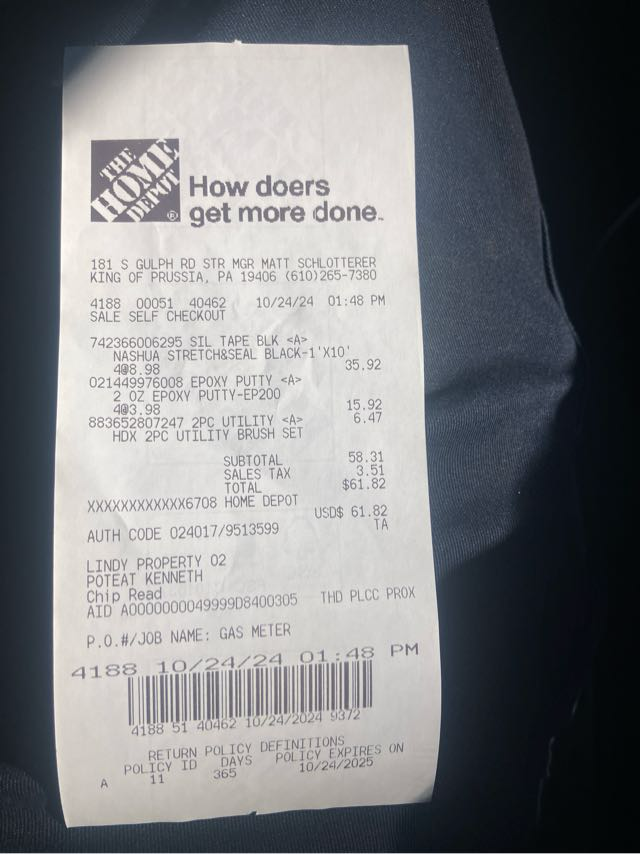 THE
HOME
DEPOT
®
How doers
get more done™
181 S GULPH RD STR MGR MATT SCHLOTTERER
KING OF PRUSSIA, PA 19406 (610)265-7380
4188 00051 40462 10/24/24 01:48 PM
SALE SELF CHECKOUT
742366006295 SIL TAPE BLK <A>
NASHUA STRETCH&SEAL BLACK-1'X10'
4@8.98 35.92
021449976008 EPOXY PUTTY <A>
2 OZ EPOXY PUTTY-EP200
4@3.98 15.92
883652807247 2PC UTILITY <A> 6.47
HDX 2PC UTILITY BRUSH SET
SUBTOTAL 58.31
SALES TAX 3.51
TOTAL $61.82
XXXXXXXXXXXX6708 HOME DEPOT
USD$ 61.82
AUTH CODE 024017/9513599 TA
LINDY PROPERTY 02
POTEAT KENNETH
Chip Read
AID A0000000049999D8400305 THD PLCC PROX
P.O.#/JOB NAME: GAS METER
4188 10/24/24 01:48 PM
4188 51 40462 10/24/2024 9372
RETURN POLICY DEFINITIONS
POLICY ID DAYS POLICY EXPIRES ON
A 11 365 10/24/2025